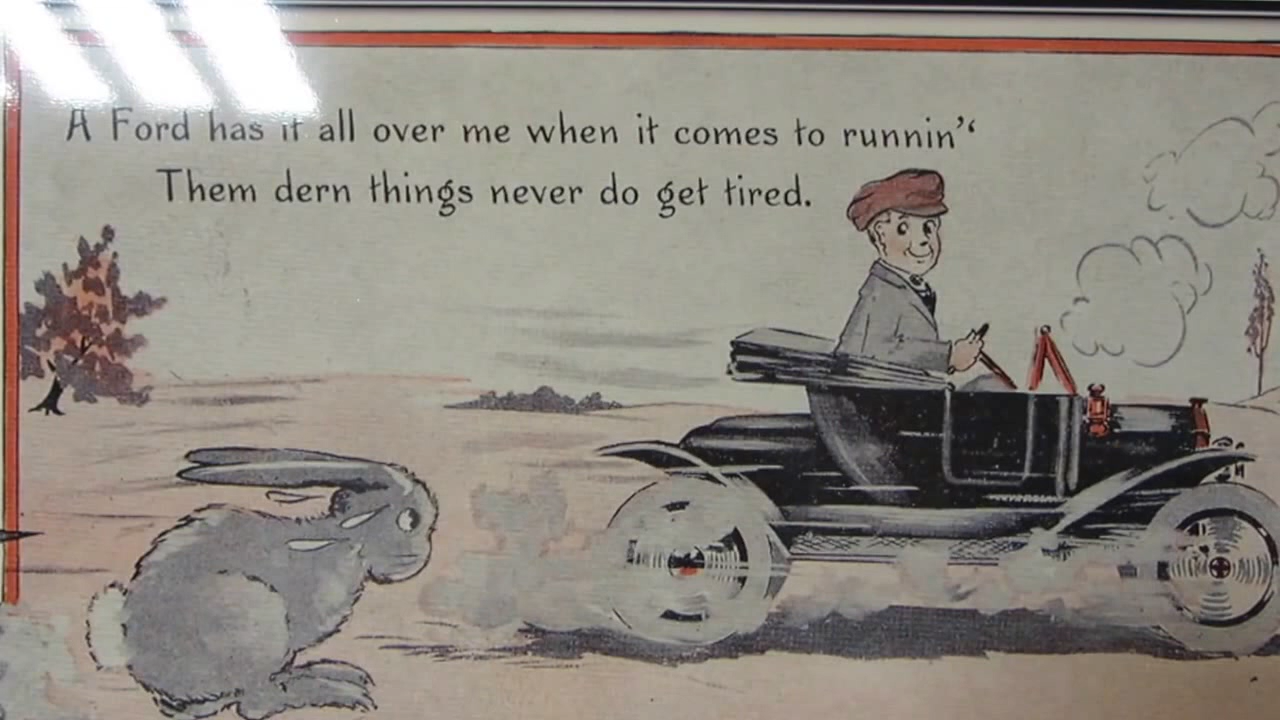 A Ford has it all over me when it comes to runnin'‘
Them dern things never do get tired.